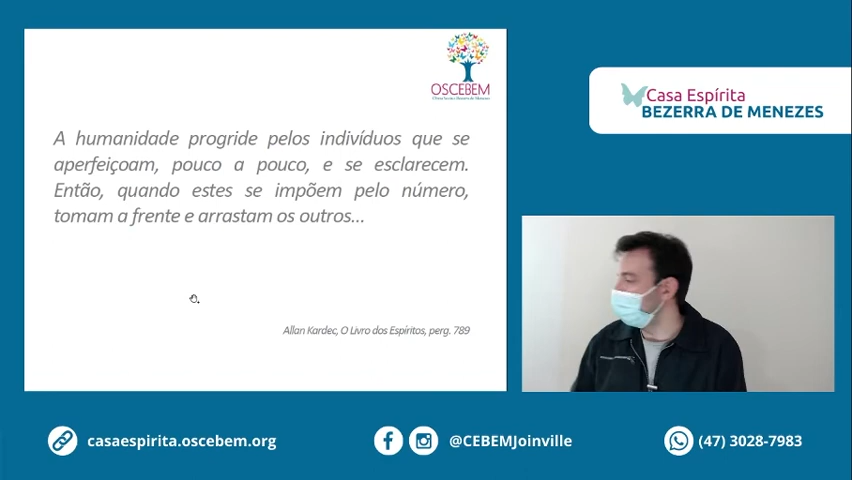 OSCEBEM
A humanidade progride pelos indivíduos que se
aperfeiçoam, pouco a pouco, e se esclarecem.
Então, quando estes se impõem pelo número,
tomam a frente e arrastam os outros...
Allan Kardec, O Livro dos Espíritos, perg. 789
Casa Espírita
BEZERRA DE MENEZES
casaespirita.oscebem.org
@CEBEMJoinville
(47) 3028-7983